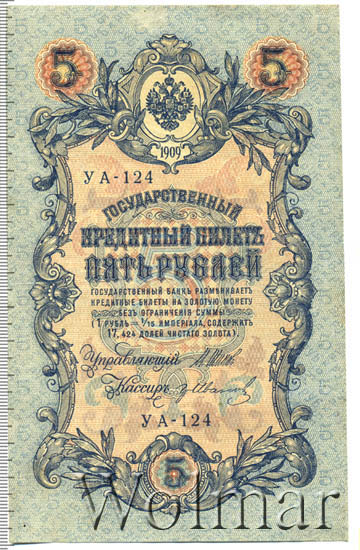 5 5
1909
УА-124
ГОСУДАРСТВЕННЫЙ
КРЕДИТНЫЙ БИЛЕТЪ
ПЯТЬ РУБЛЕЙ
ГОСУДАРСТВЕННЫЙ БАНКЪ РАЗМѢНИВАЕТЪ
КРЕДИТНЫЕ БИЛЕТЫ НА ЗОЛОТУЮ МОНЕТУ
БЕЗЪ ОГРАНИЧЕНІЯ СУММЫ
(1 РУБЛЬ = 1/15 ИМПЕРІАЛА, СОДЕРЖИТЪ
17,424 ДОЛЕЙ ЧИСТАГО ЗОЛОТА).
Управляющій
Кассиръ
УА-124
5
Wolmar